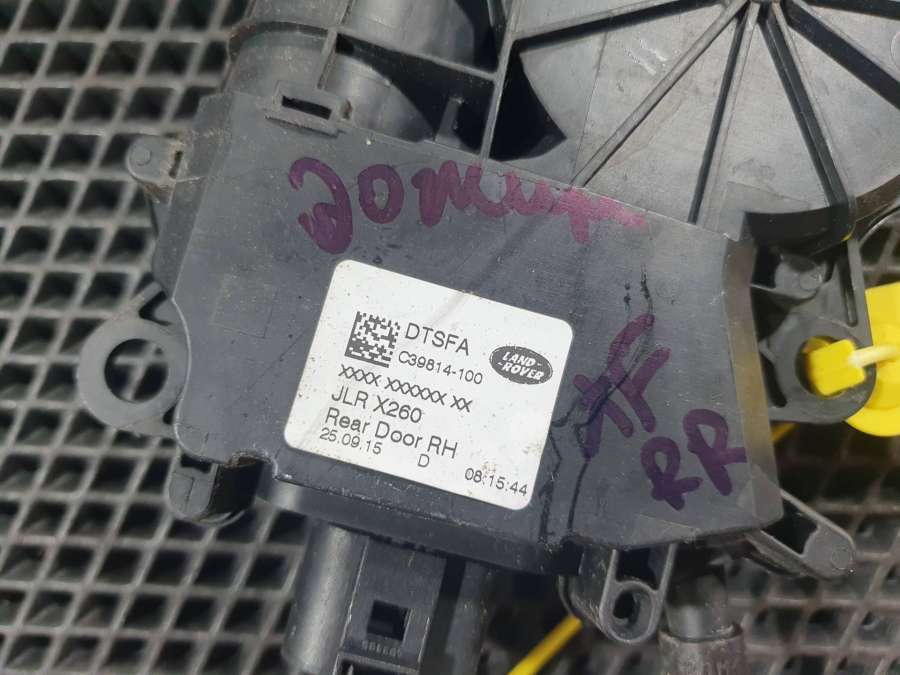 DTSFA
C39814-100
LAND-
-ROVER
XXXX XXXXXX XX
JLR X260
Rear Door RH
25.09.15 D 08:15:44
XF
RR